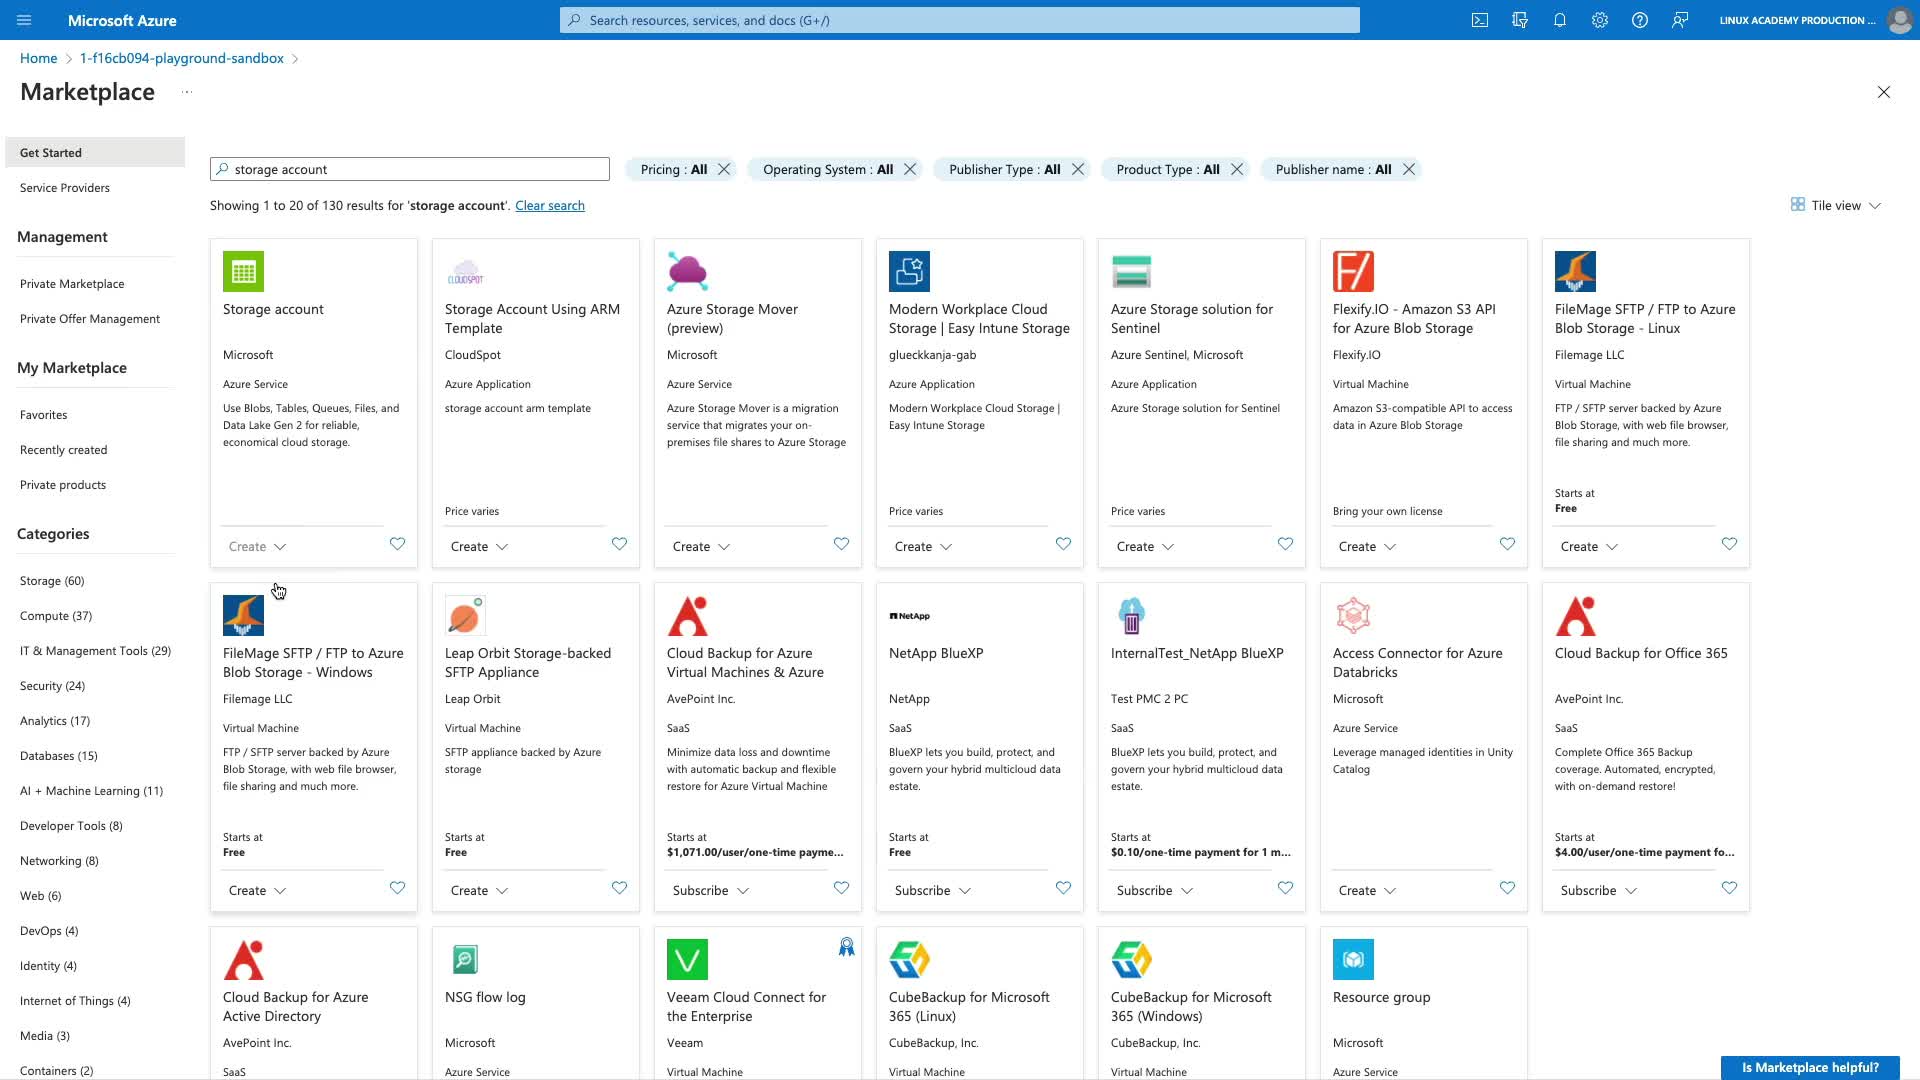 Microsoft Azure
Search resources, services, and docs (G+/)
LINUX ACADEMY PRODUCTION ...
Home
1-f16cb094-playground-sandbox
Marketplace
...
Get Started
Service Providers
Management
Private Marketplace
Private Offer Management
My Marketplace
Favorites
Recently created
Private products
Categories
Storage (60)
Compute (37)
IT & Management Tools (29)
Security (24)
Analytics (17)
Databases (15)
AI + Machine Learning (11)
Developer Tools (8)
Networking (8)
Web (6)
DevOps (4)
Identity (4)
Internet of Things (4)
Media (3)
Containers (2)
storage account
Pricing : All
Operating System : All
Publisher Type : All
Product Type : All
Publisher name : All
Showing 1 to 20 of 130 results for 'storage account'. Clear search
Tile view
Storage account
Microsoft
Azure Service
Use Blobs, Tables, Queues, Files, and
Data Lake Gen 2 for reliable,
economical cloud storage.
Create
CLOUDSPOT
Storage Account Using ARM
Template
CloudSpot
Azure Application
storage account arm template
Price varies
Create
Azure Storage Mover
(preview)
Microsoft
Azure Service
Azure Storage Mover is a migration
service that migrates your on-
premises file shares to Azure Storage
Create
Modern Workplace Cloud
Storage | Easy Intune Storage
glueckkanja-gab
Azure Application
Modern Workplace Cloud Storage |
Easy Intune Storage
Price varies
Create
Azure Storage solution for
Sentinel
Azure Sentinel, Microsoft
Azure Application
Azure Storage solution for Sentinel
Price varies
Create
F/
Flexify.IO - Amazon S3 API
for Azure Blob Storage
Flexify.IO
Virtual Machine
Amazon S3-compatible API to access
data in Azure Blob Storage
Bring your own license
Create
FileMage SFTP / FTP to Azure
Blob Storage - Linux
Filemage LLC
Virtual Machine
FTP / SFTP server backed by Azure
Blob Storage, with web file browser,
file sharing and much more.
Starts at
Free
Create
FileMage SFTP / FTP to Azure
Blob Storage - Windows
Filemage LLC
Virtual Machine
FTP / SFTP server backed by Azure
Blob Storage, with web file browser,
file sharing and much more.
Starts at
Free
Create
Leap Orbit Storage-backed
SFTP Appliance
Leap Orbit
Virtual Machine
SFTP appliance backed by Azure
storage
Starts at
Free
Create
Cloud Backup for Azure
Virtual Machines & Azure
AvePoint Inc.
SaaS
Minimize data loss and downtime
with automatic backup and flexible
restore for Azure Virtual Machine
Starts at
$1,071.00/user/one-time payme...
Subscribe
NetApp
NetApp BlueXP
NetApp
SaaS
BlueXP lets you build, protect, and
govern your hybrid multicloud data
estate.
Starts at
Free
Subscribe
InternalTest_NetApp BlueXP
Test PMC 2 PC
SaaS
BlueXP lets you build, protect, and
govern your hybrid multicloud data
estate.
Starts at
$0.10/one-time payment for 1 m...
Subscribe
Access Connector for Azure
Databricks
Microsoft
Azure Service
Leverage managed identities in Unity
Catalog
Create
Cloud Backup for Office 365
AvePoint Inc.
SaaS
Complete Office 365 Backup
coverage. Automated, encrypted,
with on-demand restore!
Starts at
$4.00/user/one-time payment fo...
Subscribe
Cloud Backup for Azure
Active Directory
AvePoint Inc.
SaaS
NSG flow log
Microsoft
Azure Service
V
Veeam Cloud Connect for
the Enterprise
Veeam
Virtual Machine
CubeBackup for Microsoft
365 (Linux)
CubeBackup, Inc.
Virtual Machine
CubeBackup for Microsoft
365 (Windows)
CubeBackup, Inc.
Virtual Machine
Resource group
Microsoft
Azure Service
Is Marketplace helpful?